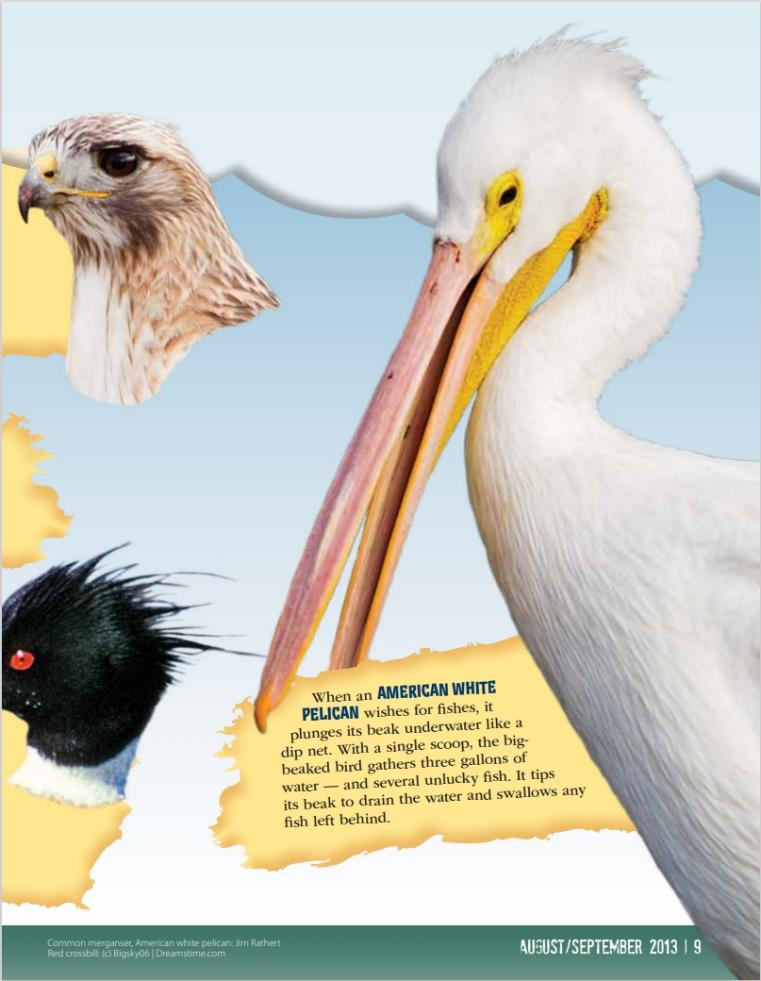 When an AMERICAN WHITE
PELICAN wishes for fishes, it
plunges its beak underwater like a
dip net. With a single scoop, the big-
beaked bird gathers three gallons of
water — and several unlucky fish. It tips
its beak to drain the water and swallows any
fish left behind.
Common merganser, American white pelican: Jim Rathert
Red crossbill: (c) Bigsky06 | Dreamstime.com
AUGUST/SEPTEMBER 2013 | 9